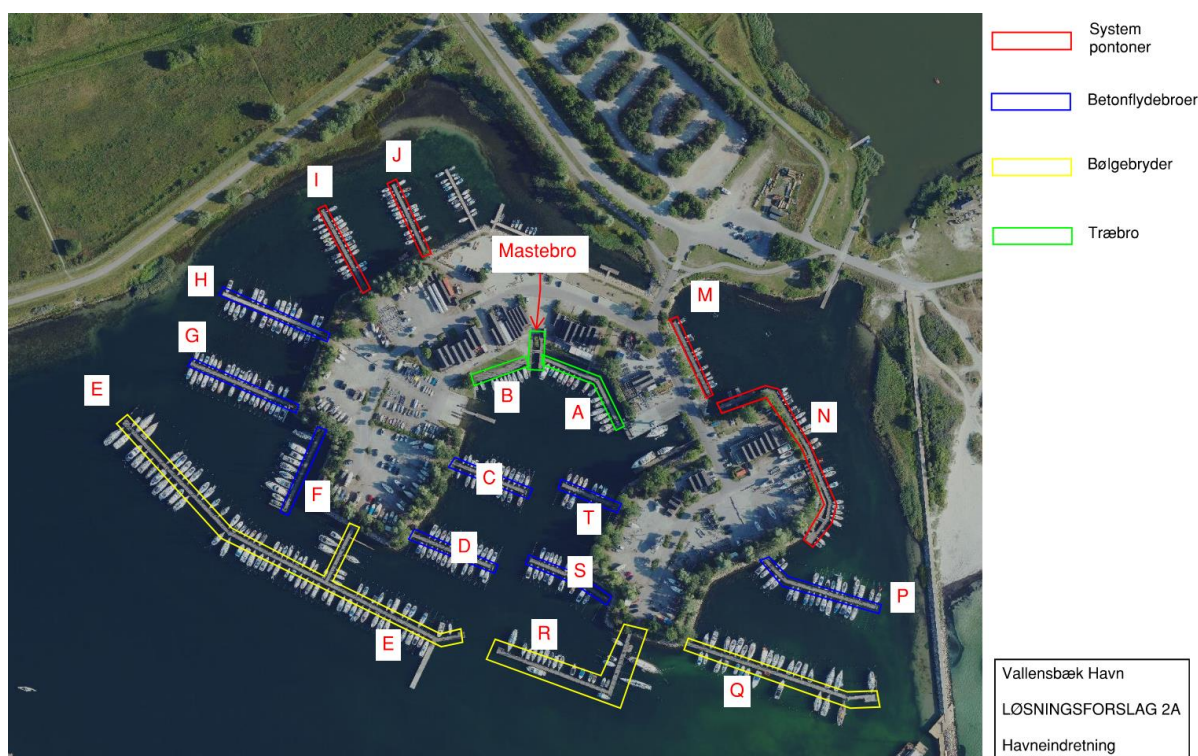 System
pontoner
Betonflydebroer
Bølgebryder
Træbro
J
I
Mastebro
H
M
G
E
B
A
N
C
F
T
D
S
P
R
E
Q
Vallensbæk Havn
LØSNINGSFORSLAG 2A
Havneindretning